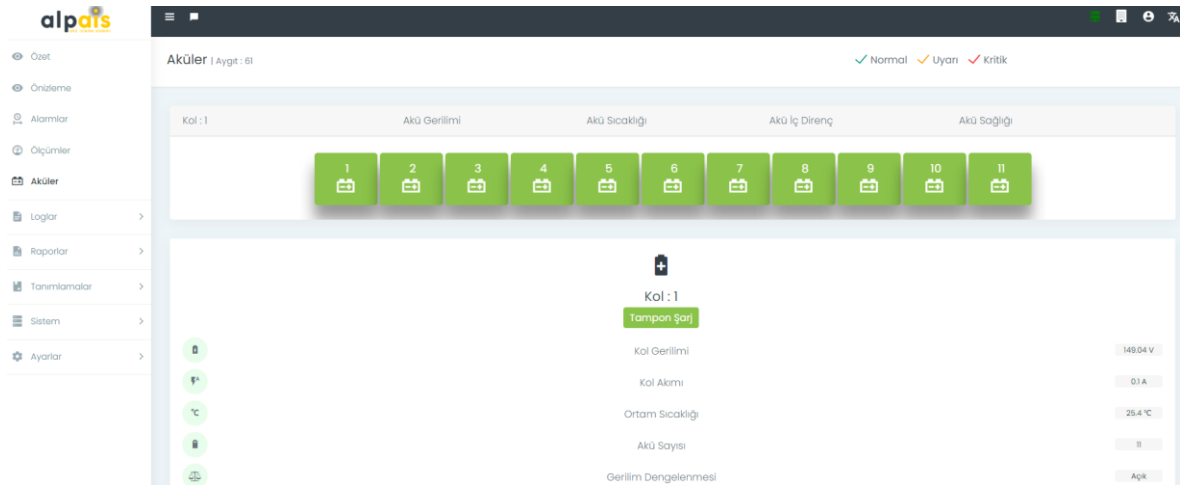 alpais
Özet
Önizleme
Alarmlar
Ölçümler
Aküler
Loglar
Raporlar
Tanımlamalar
Sistem
Ayarlar
Aküler | Aygıt : 61
Normal Uyarı Kritik
Kol : 1 Akü Gerilimi Akü Sıcaklığı Akü İç Direnç Akü Sağlığı
1 2 3 4 5 6 7 8 9 10 11
Kol : 1
Tampon Şarj
Kol Gerilimi 149.04 V
Kol Akımı 0.1 A
°C Ortam Sıcaklığı 25.4 °C
Akü Sayısı 11
Gerilim Dengelenmesi Açık